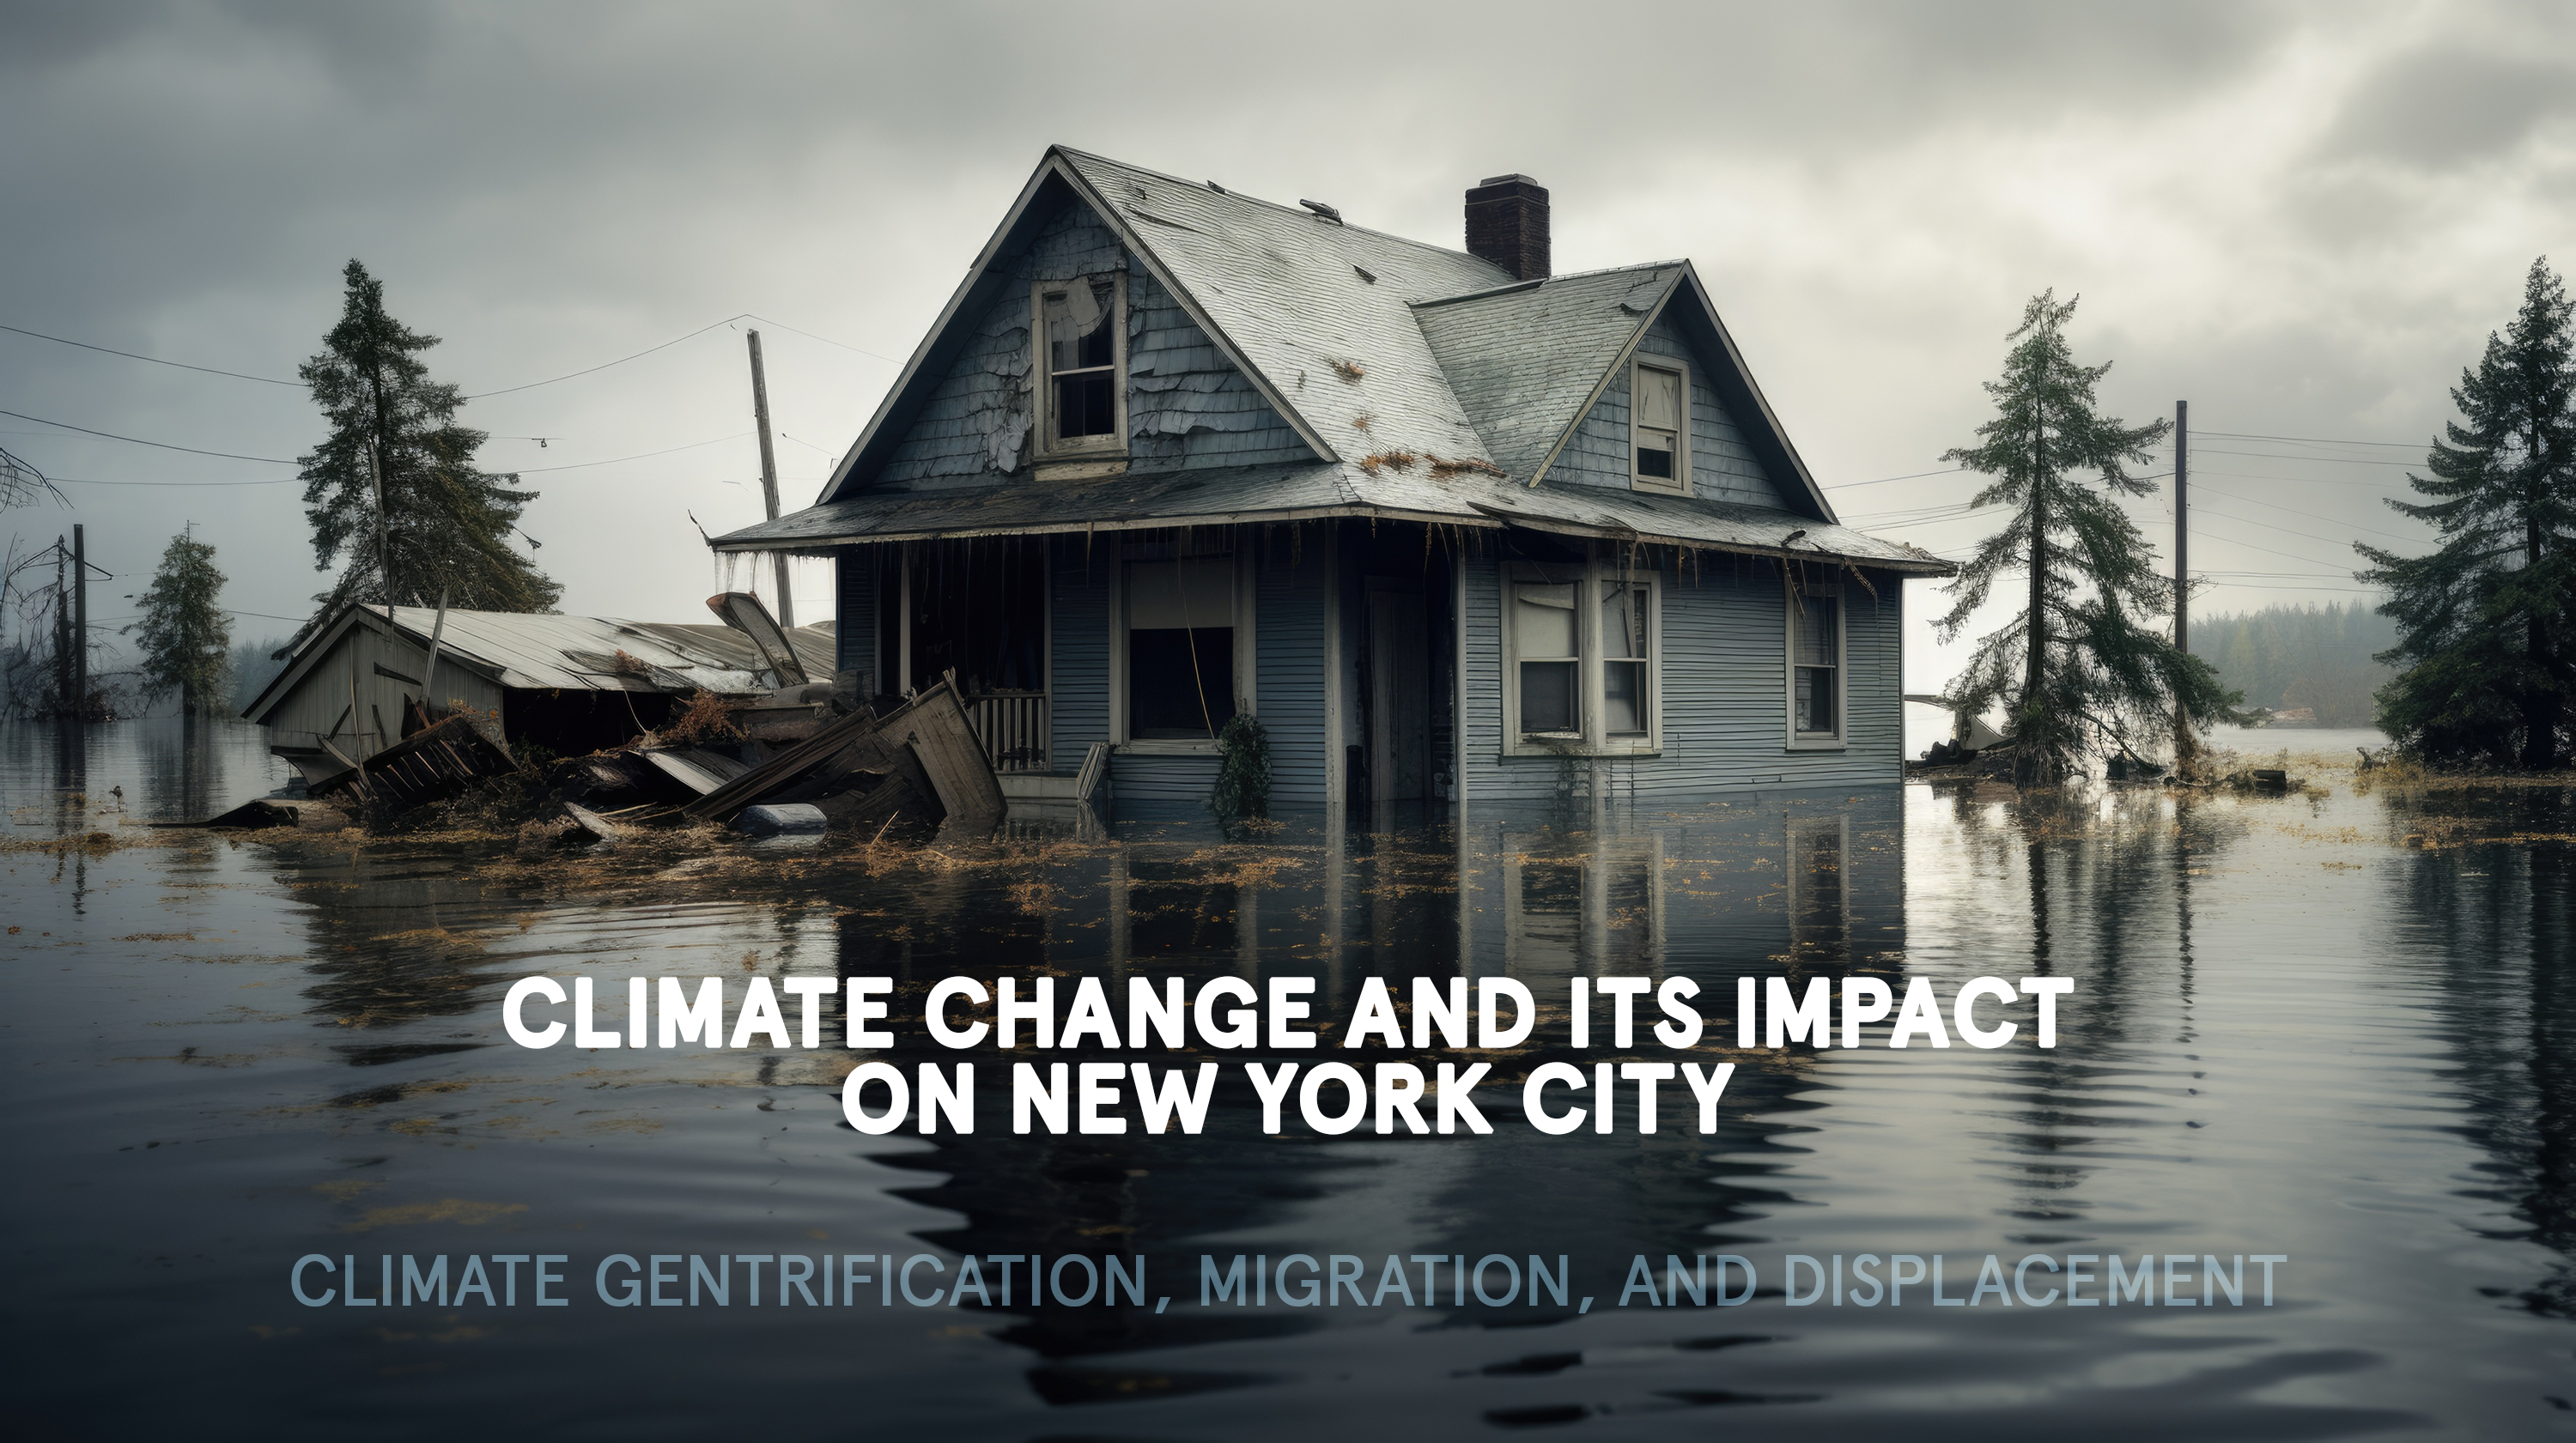 CLIMATE CHANGE AND ITS IMPACT
ON NEW YORK CITY
CLIMATE GENTRIFICATION, MIGRATION, AND DISPLACEMENT